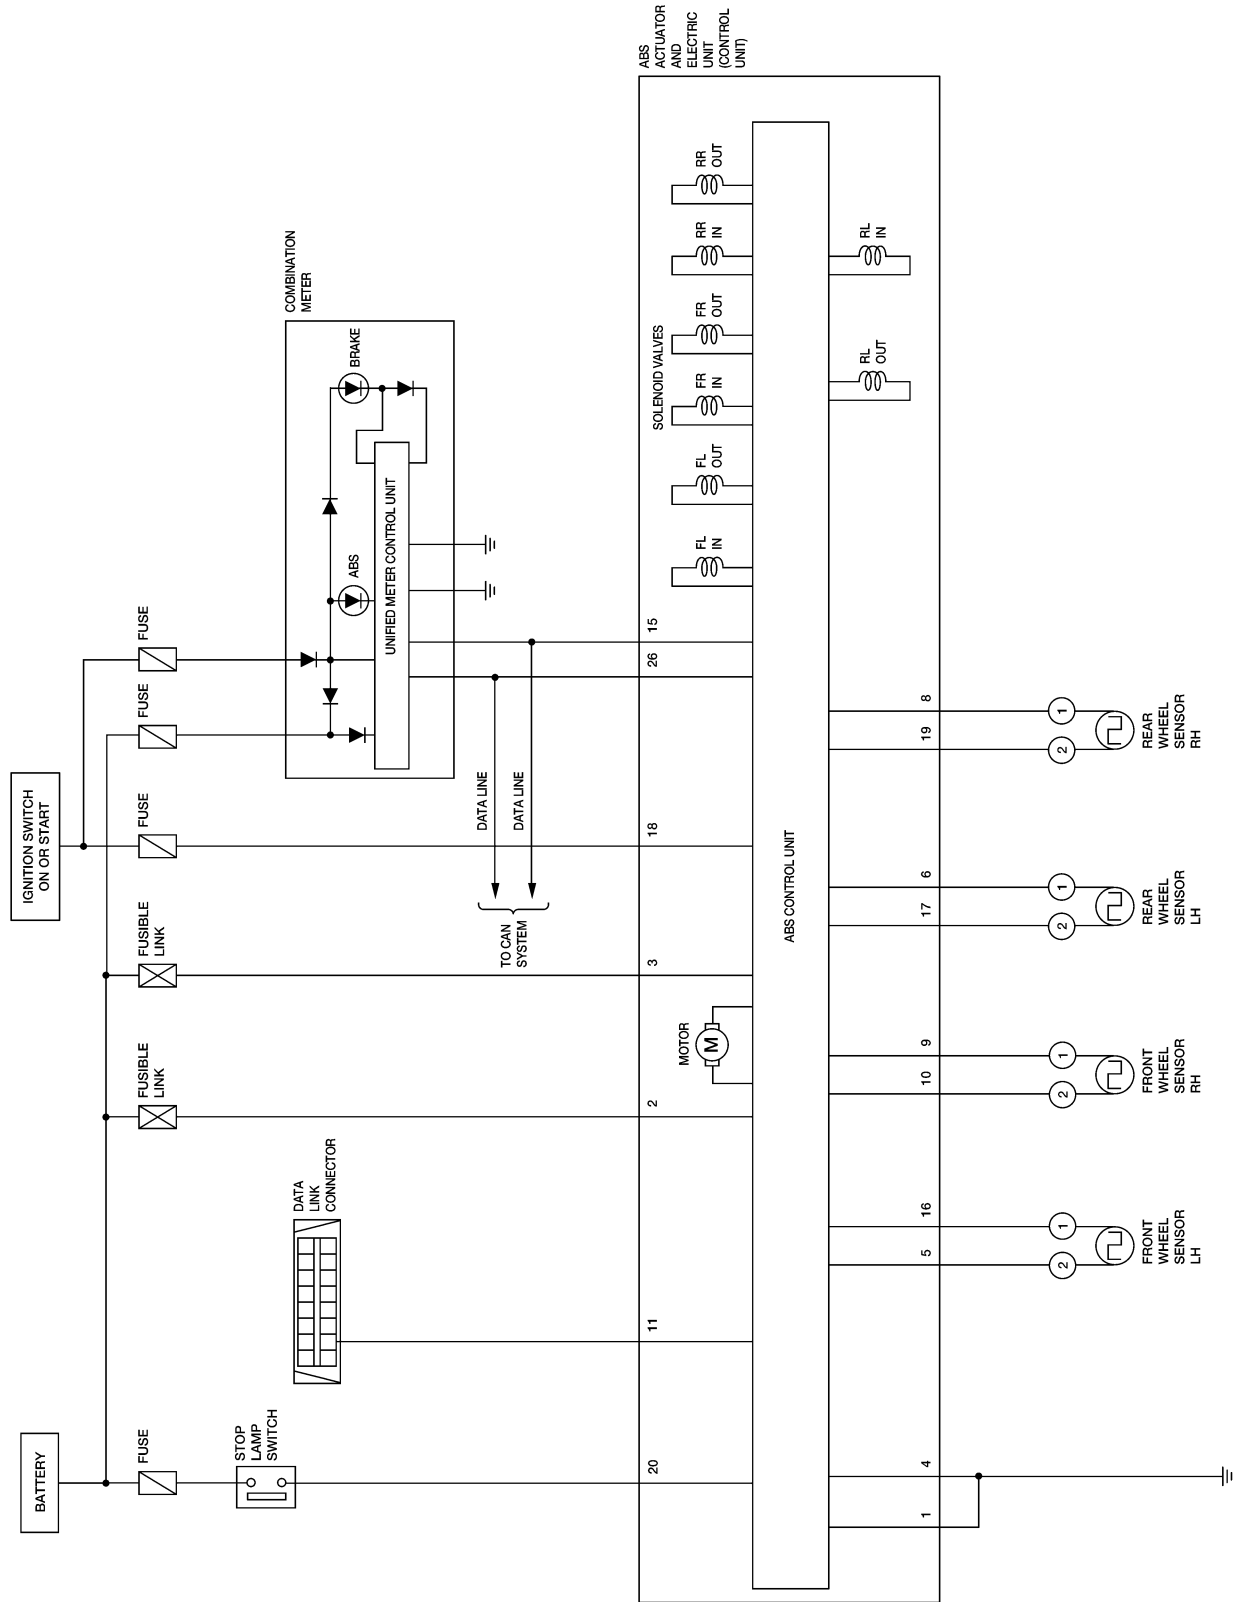 BATTERY
IGNITION SWITCH
ON OR START
FUSE
STOP
LAMP
SWITCH
DATA
LINK
CONNECTOR
FUSIBLE
LINK
FUSIBLE
LINK
FUSE
FUSE
FUSE
COMBINATION
METER
ABS
BRAKE
UNIFIED METER CONTROL UNIT
DATA LINE
DATA LINE
TO CAN
SYSTEM
ABS
ACTUATOR
AND
ELECTRIC
UNIT
(CONTROL
UNIT)
20
11
2
3
18
26
15
MOTOR
M
SOLENOID VALVES
FL
IN
FL
OUT
FR
IN
FR
OUT
RR
IN
RR
OUT
ABS CONTROL UNIT
RL
OUT
RL
IN
1
4
5
16
10
9
17
6
19
8
2
1
2
1
2
1
2
1
FRONT
WHEEL
SENSOR
LH
FRONT
WHEEL
SENSOR
RH
REAR
WHEEL
SENSOR
LH
REAR
WHEEL
SENSOR
RH